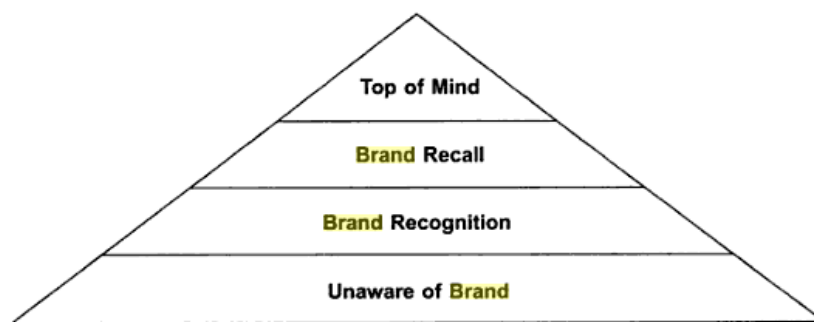 Top of Mind
Brand Recall
Brand Recognition
Unaware of Brand